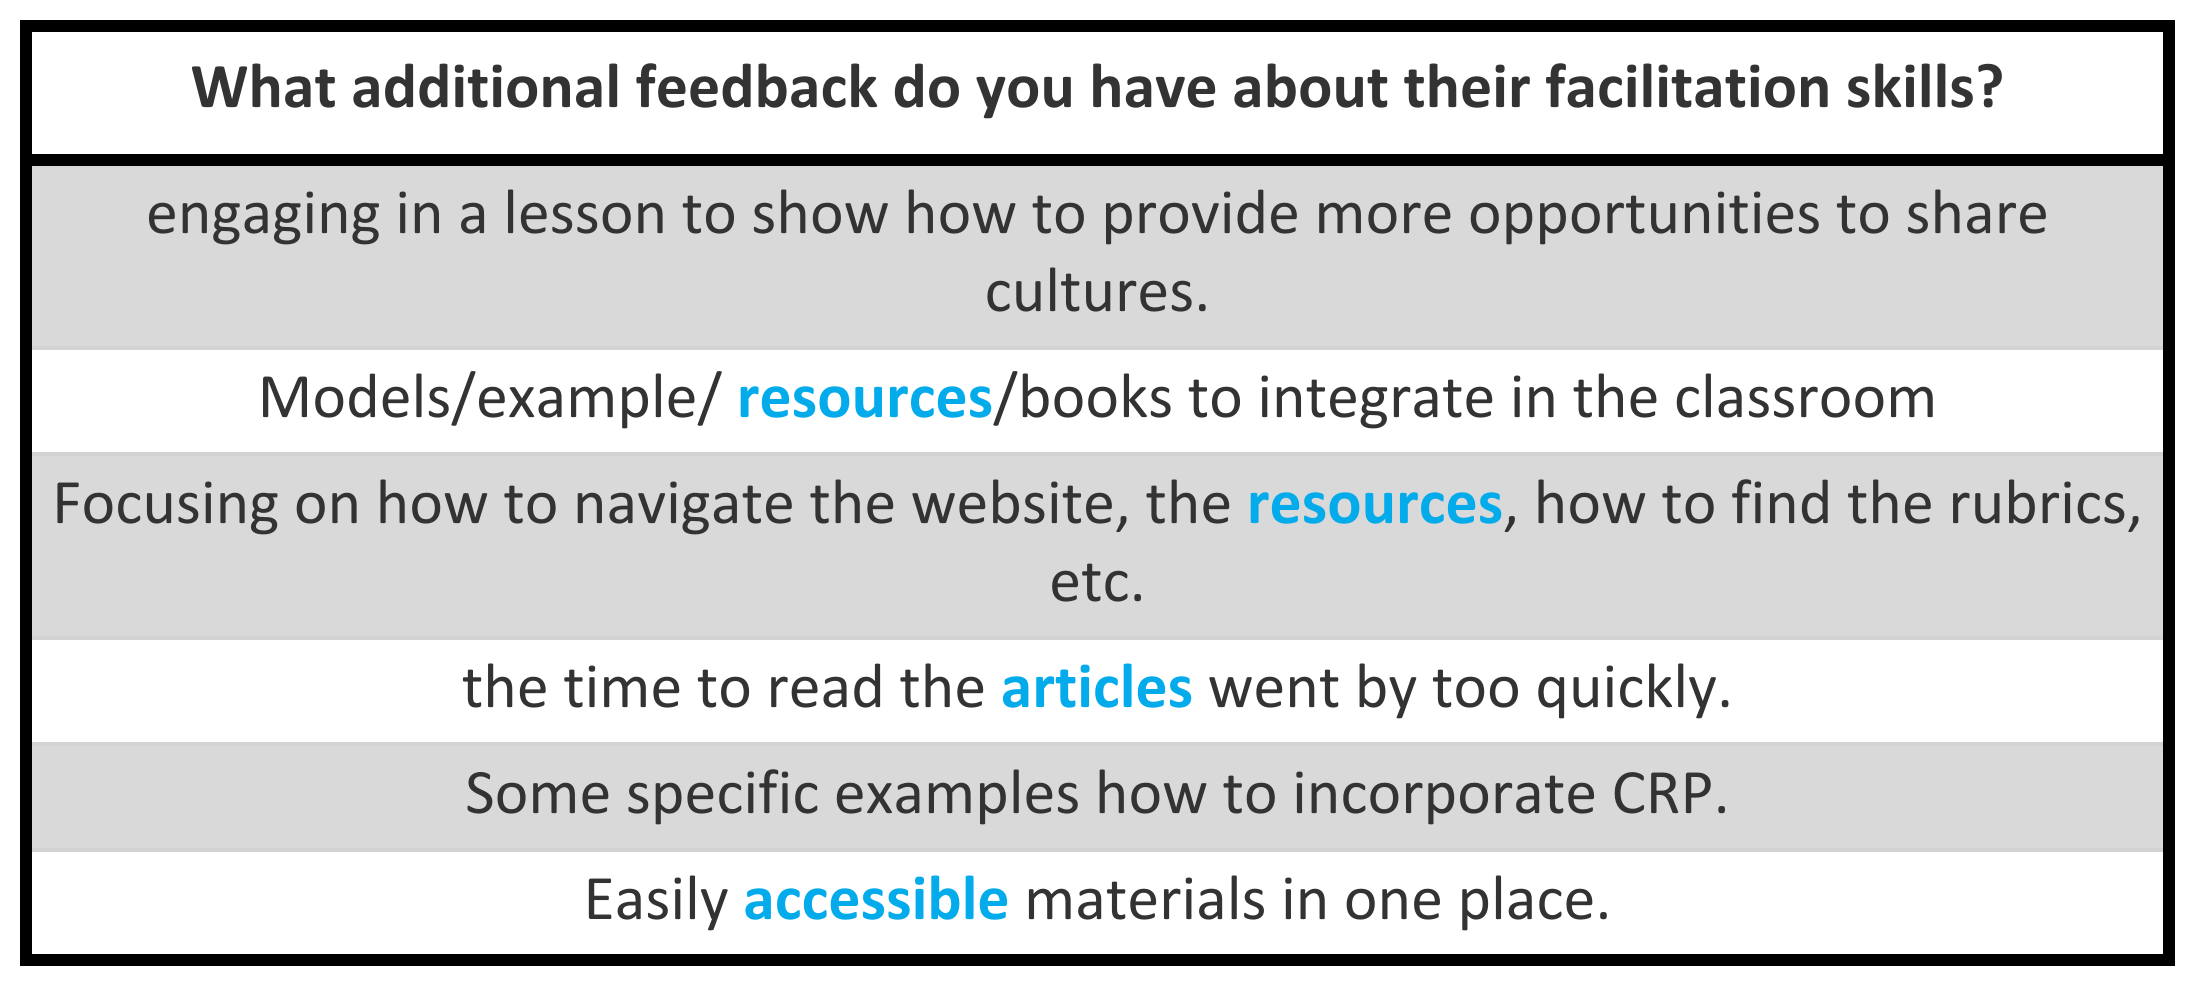 What additional feedback do you have about their facilitation skills?
engaging in a lesson to show how to provide more opportunities to share
cultures.
Models/example/ resources/books to integrate in the classroom
Focusing on how to navigate the website, the resources, how to find the rubrics,
etc.
the time to read the articles went by too quickly.
Some specific examples how to incorporate CRP.
Easily accessible materials in one place.